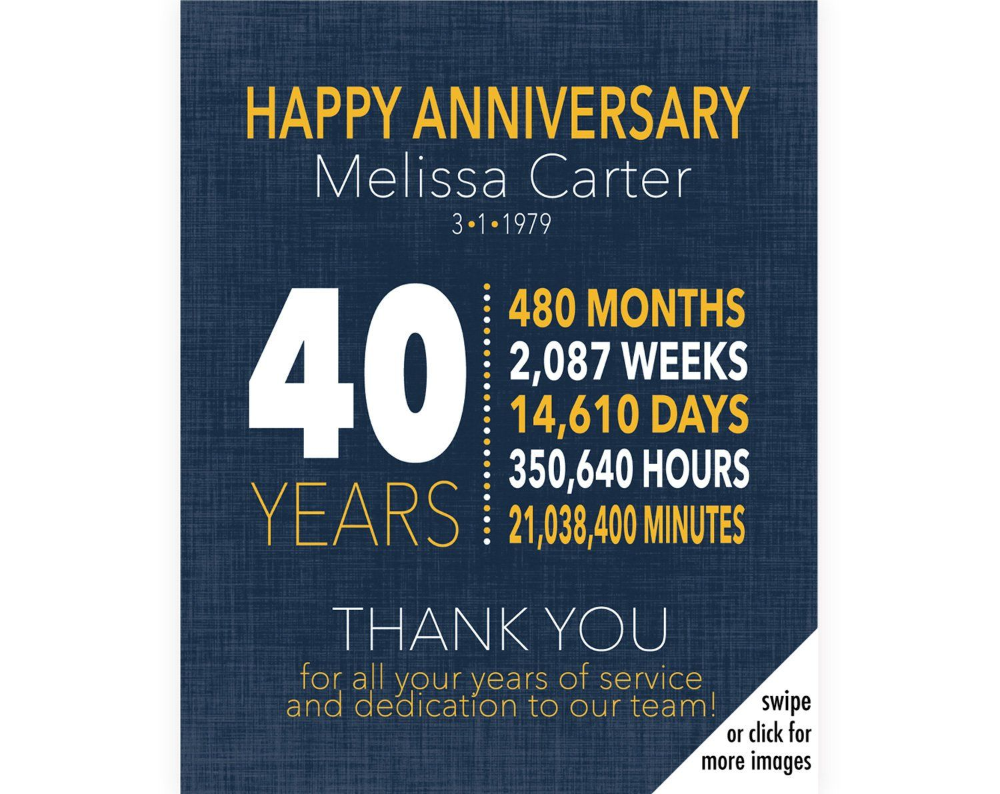 HAPPY ANNIVERSARY
Melissa Carter
3•1•1979
40
YEARS
480 MONTHS
2,087 WEEKS
14,610 DAYS
350,640 HOURS
21,038,400 MINUTES
THANK YOU
for all your years of service
and dedication to our team!
swipe
or click for
more images